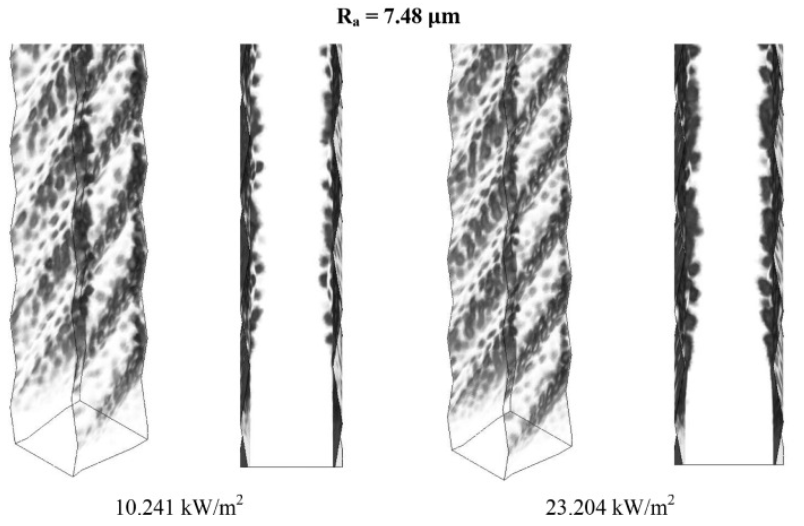 Rₐ = 7.48 μm
10.241 kW/m² 23.204 kW/m²